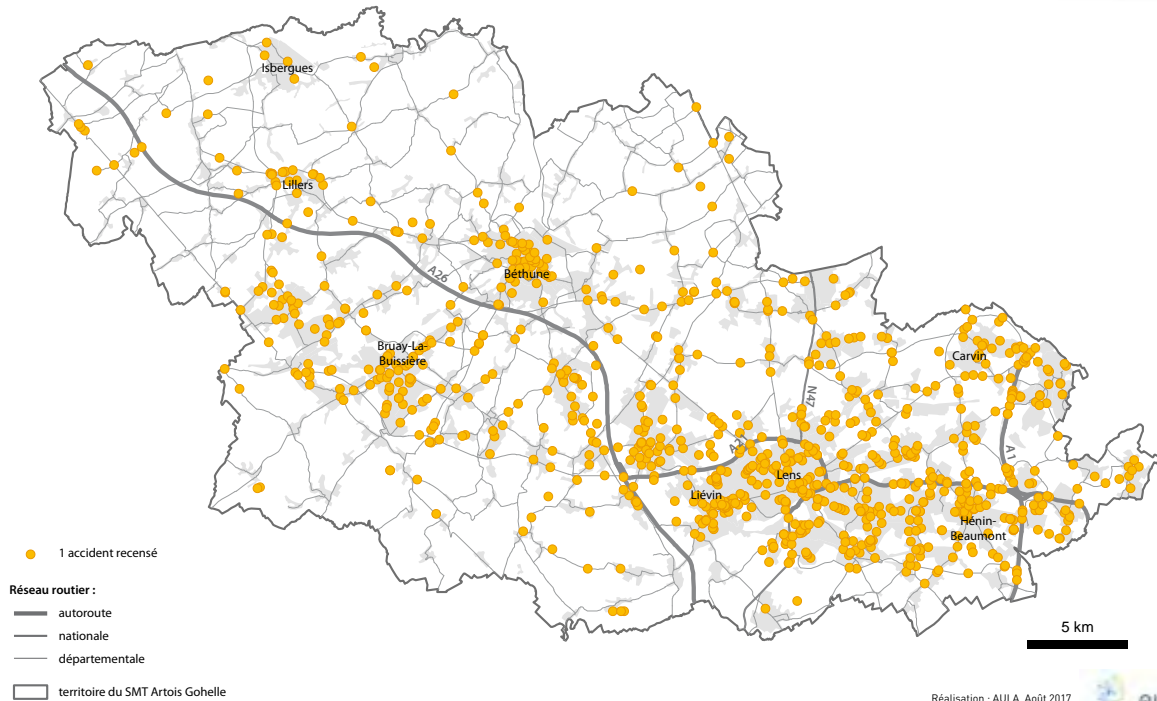 Isbergues
Lillers
A26
Béthune
Bruay-La-
Buissière
Carvin
N47
A21
A1
Lens
Liévin
Hénin-
Beaumont
1 accident recensé
Réseau routier :
autoroute
nationale
départementale
territoire du SMT Artois Gohelle
5 km
Réalisation : AULA, Août 2017